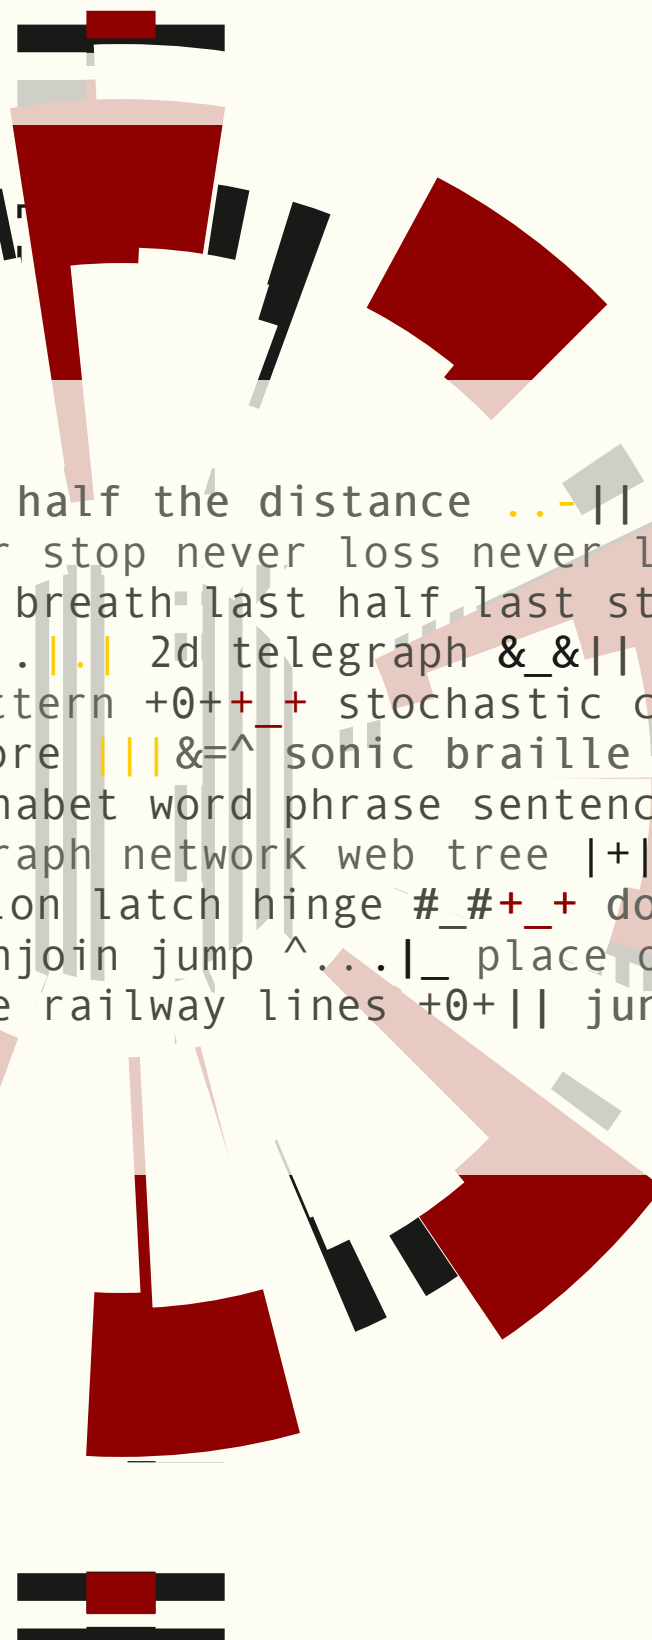 half the distance ..-||
r stop never loss never l
breath last half last st
.|.| 2d telegraph &_&||
ttern +0++_+ stochastic c
ore |||&=^ sonic braille
habet word phrase sentenc
raph network web tree |+|
ion latch hinge #_#+_+ do
njoin jump ^...|_ place c
e railway lines +0+|| jun